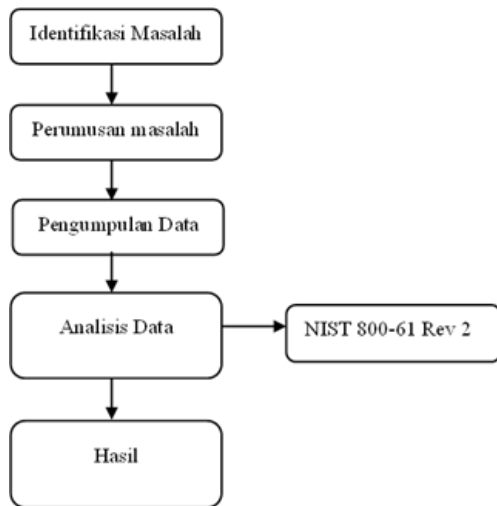 Identifikasi Masalah
Perumusan masalah
Pengumpulan Data
Analisis Data
NIST 800-61 Rev 2
Hasil